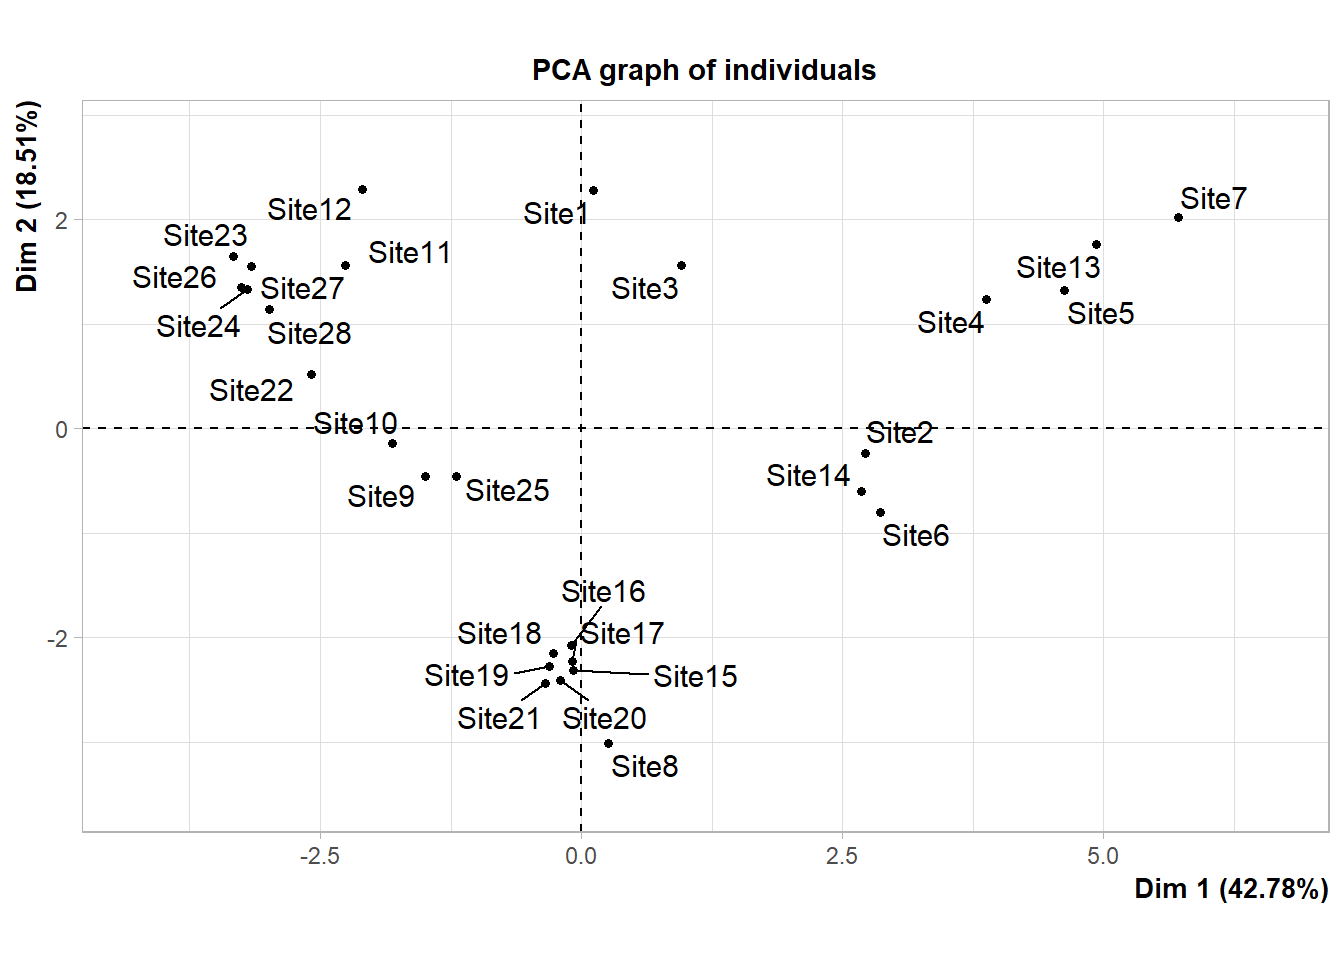 PCA graph of individuals
Dim 2 (18.51%)
2
0
-2
Site12
Site1
Site7
Site23
Site11
Site26
Site27
Site3
Site13
Site24
Site28
Site4
Site5
Site22
Site10
Site2
Site9
Site25
Site14
Site6
Site16
Site18
Site17
Site19
Site15
Site21
Site20
Site8
-2.5
0.0
2.5
5.0
Dim 1 (42.78%)